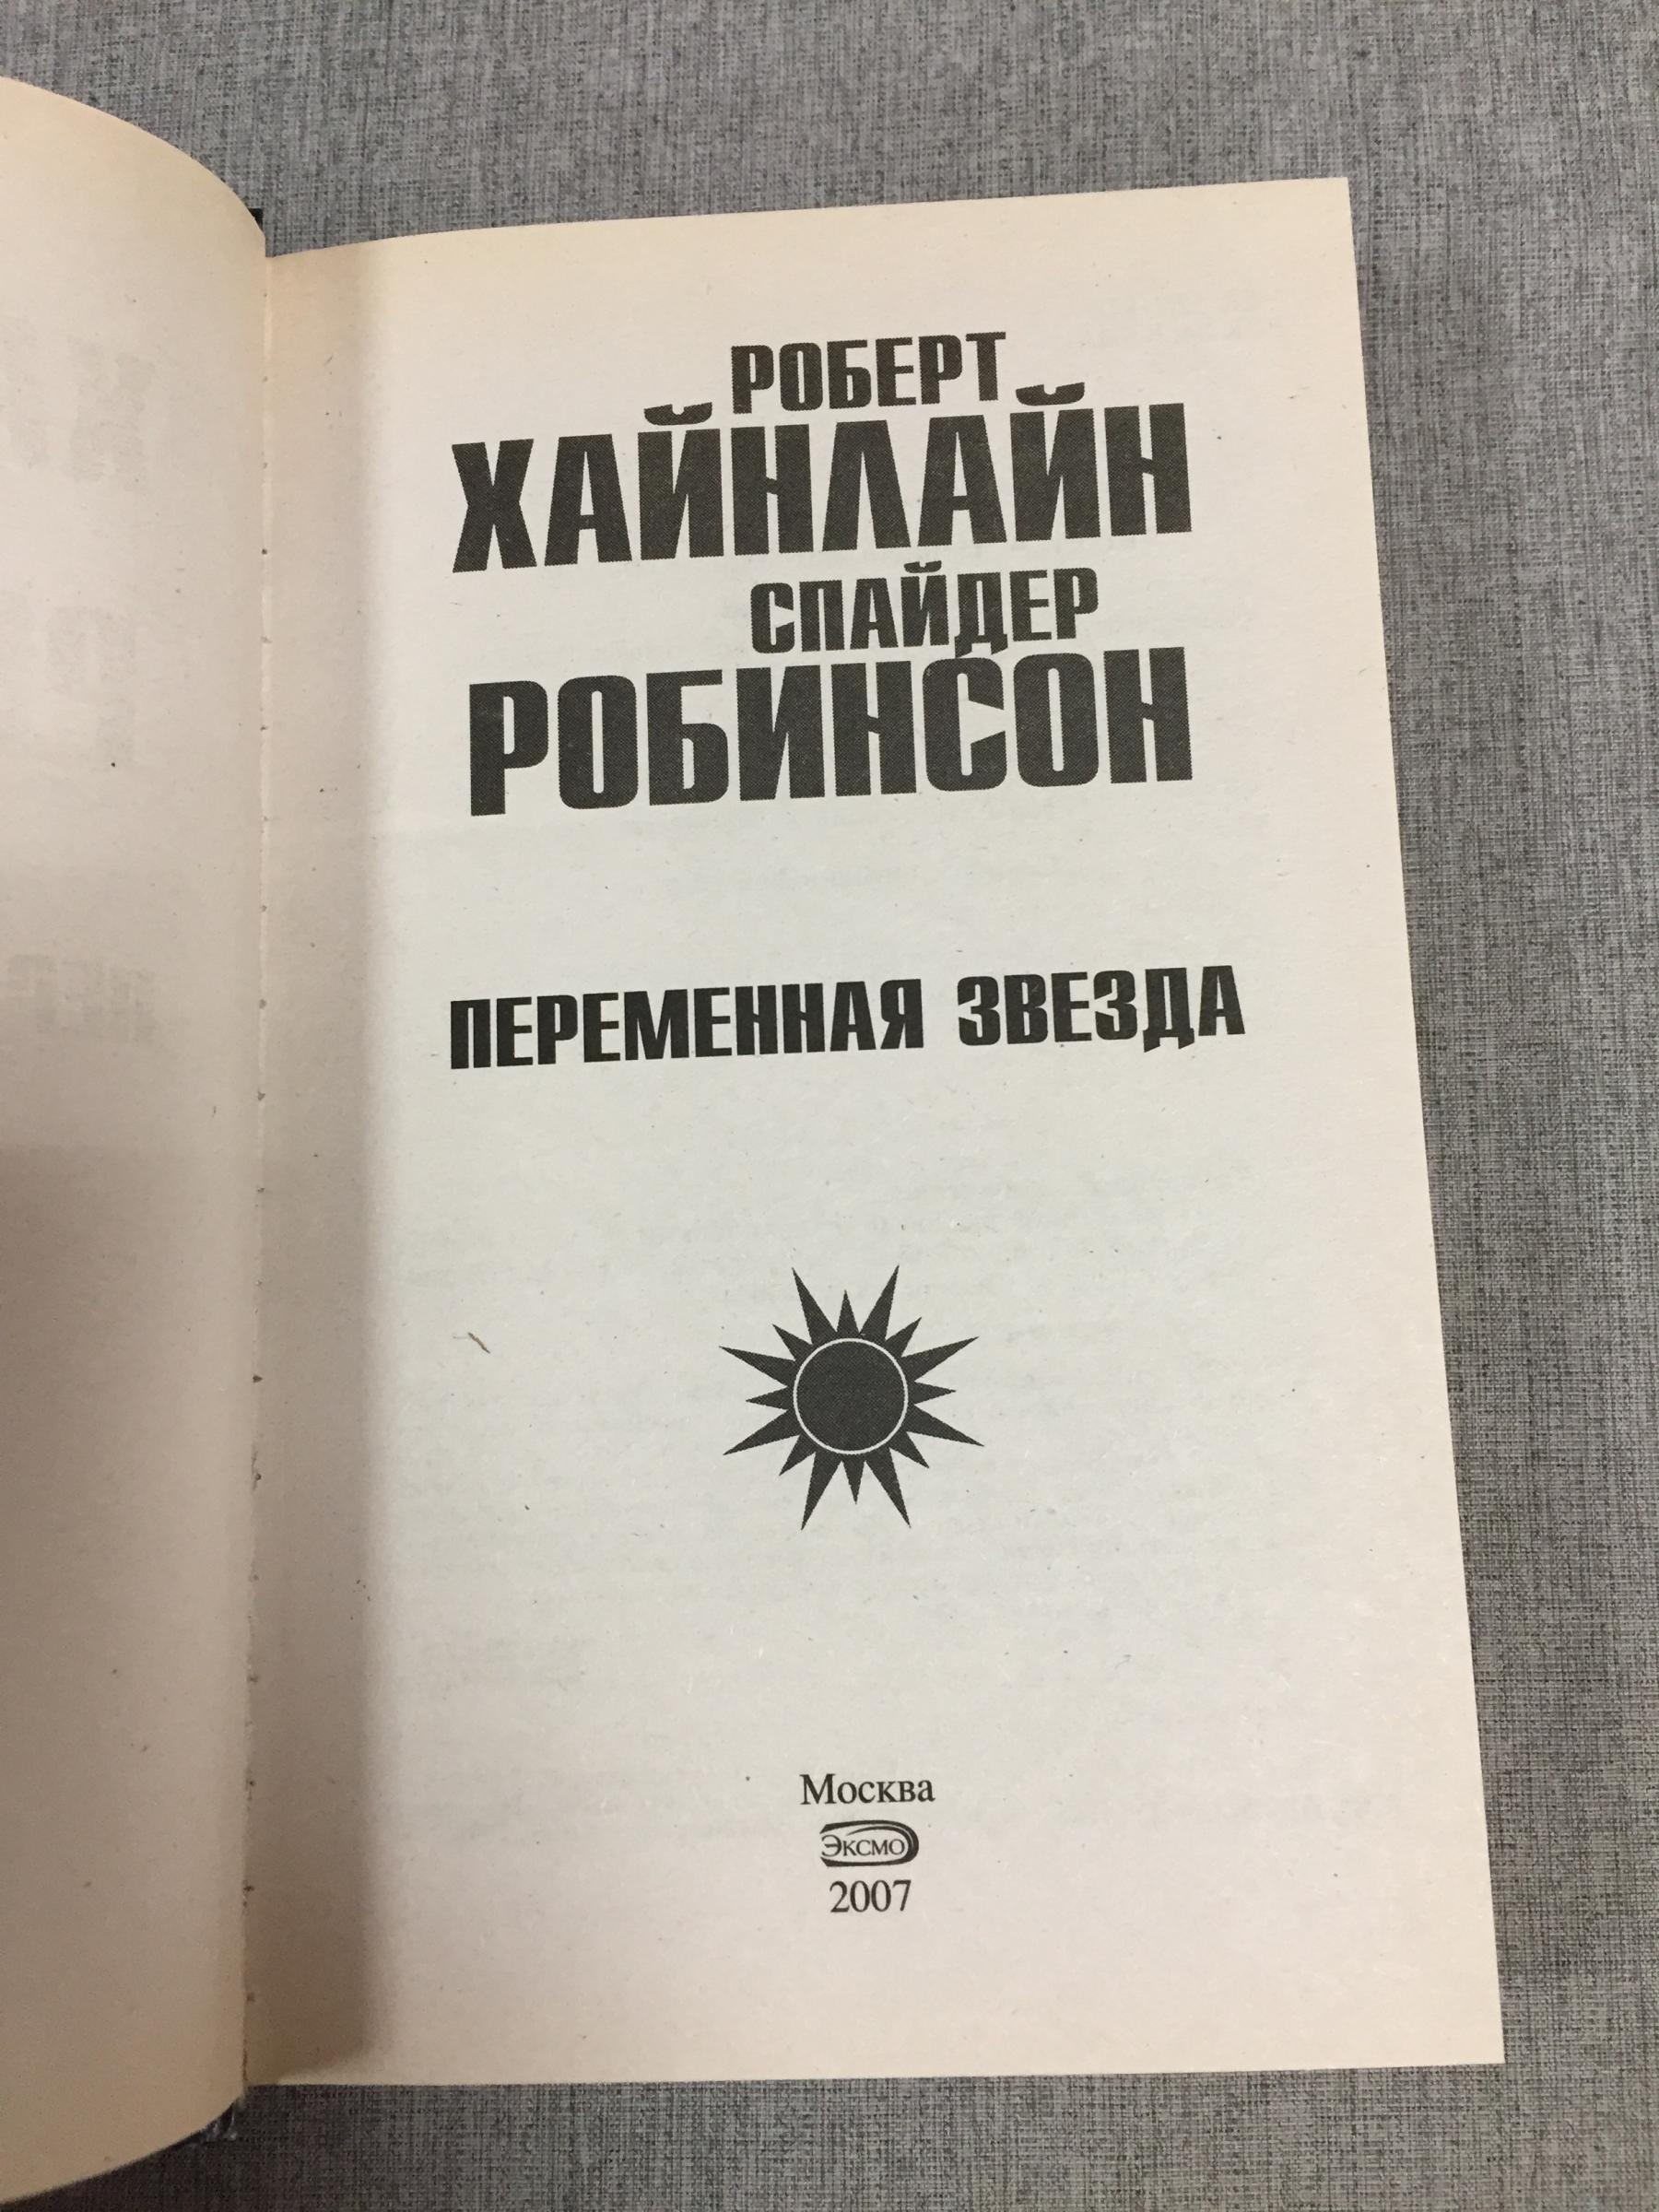 РОБЕРТ
ХАЙНЛАЙН
СПАЙДЕР
РОБИНСОН
ПЕРЕМЕННАЯ ЗВЕЗДА
Москва
ЭКСМО
2007